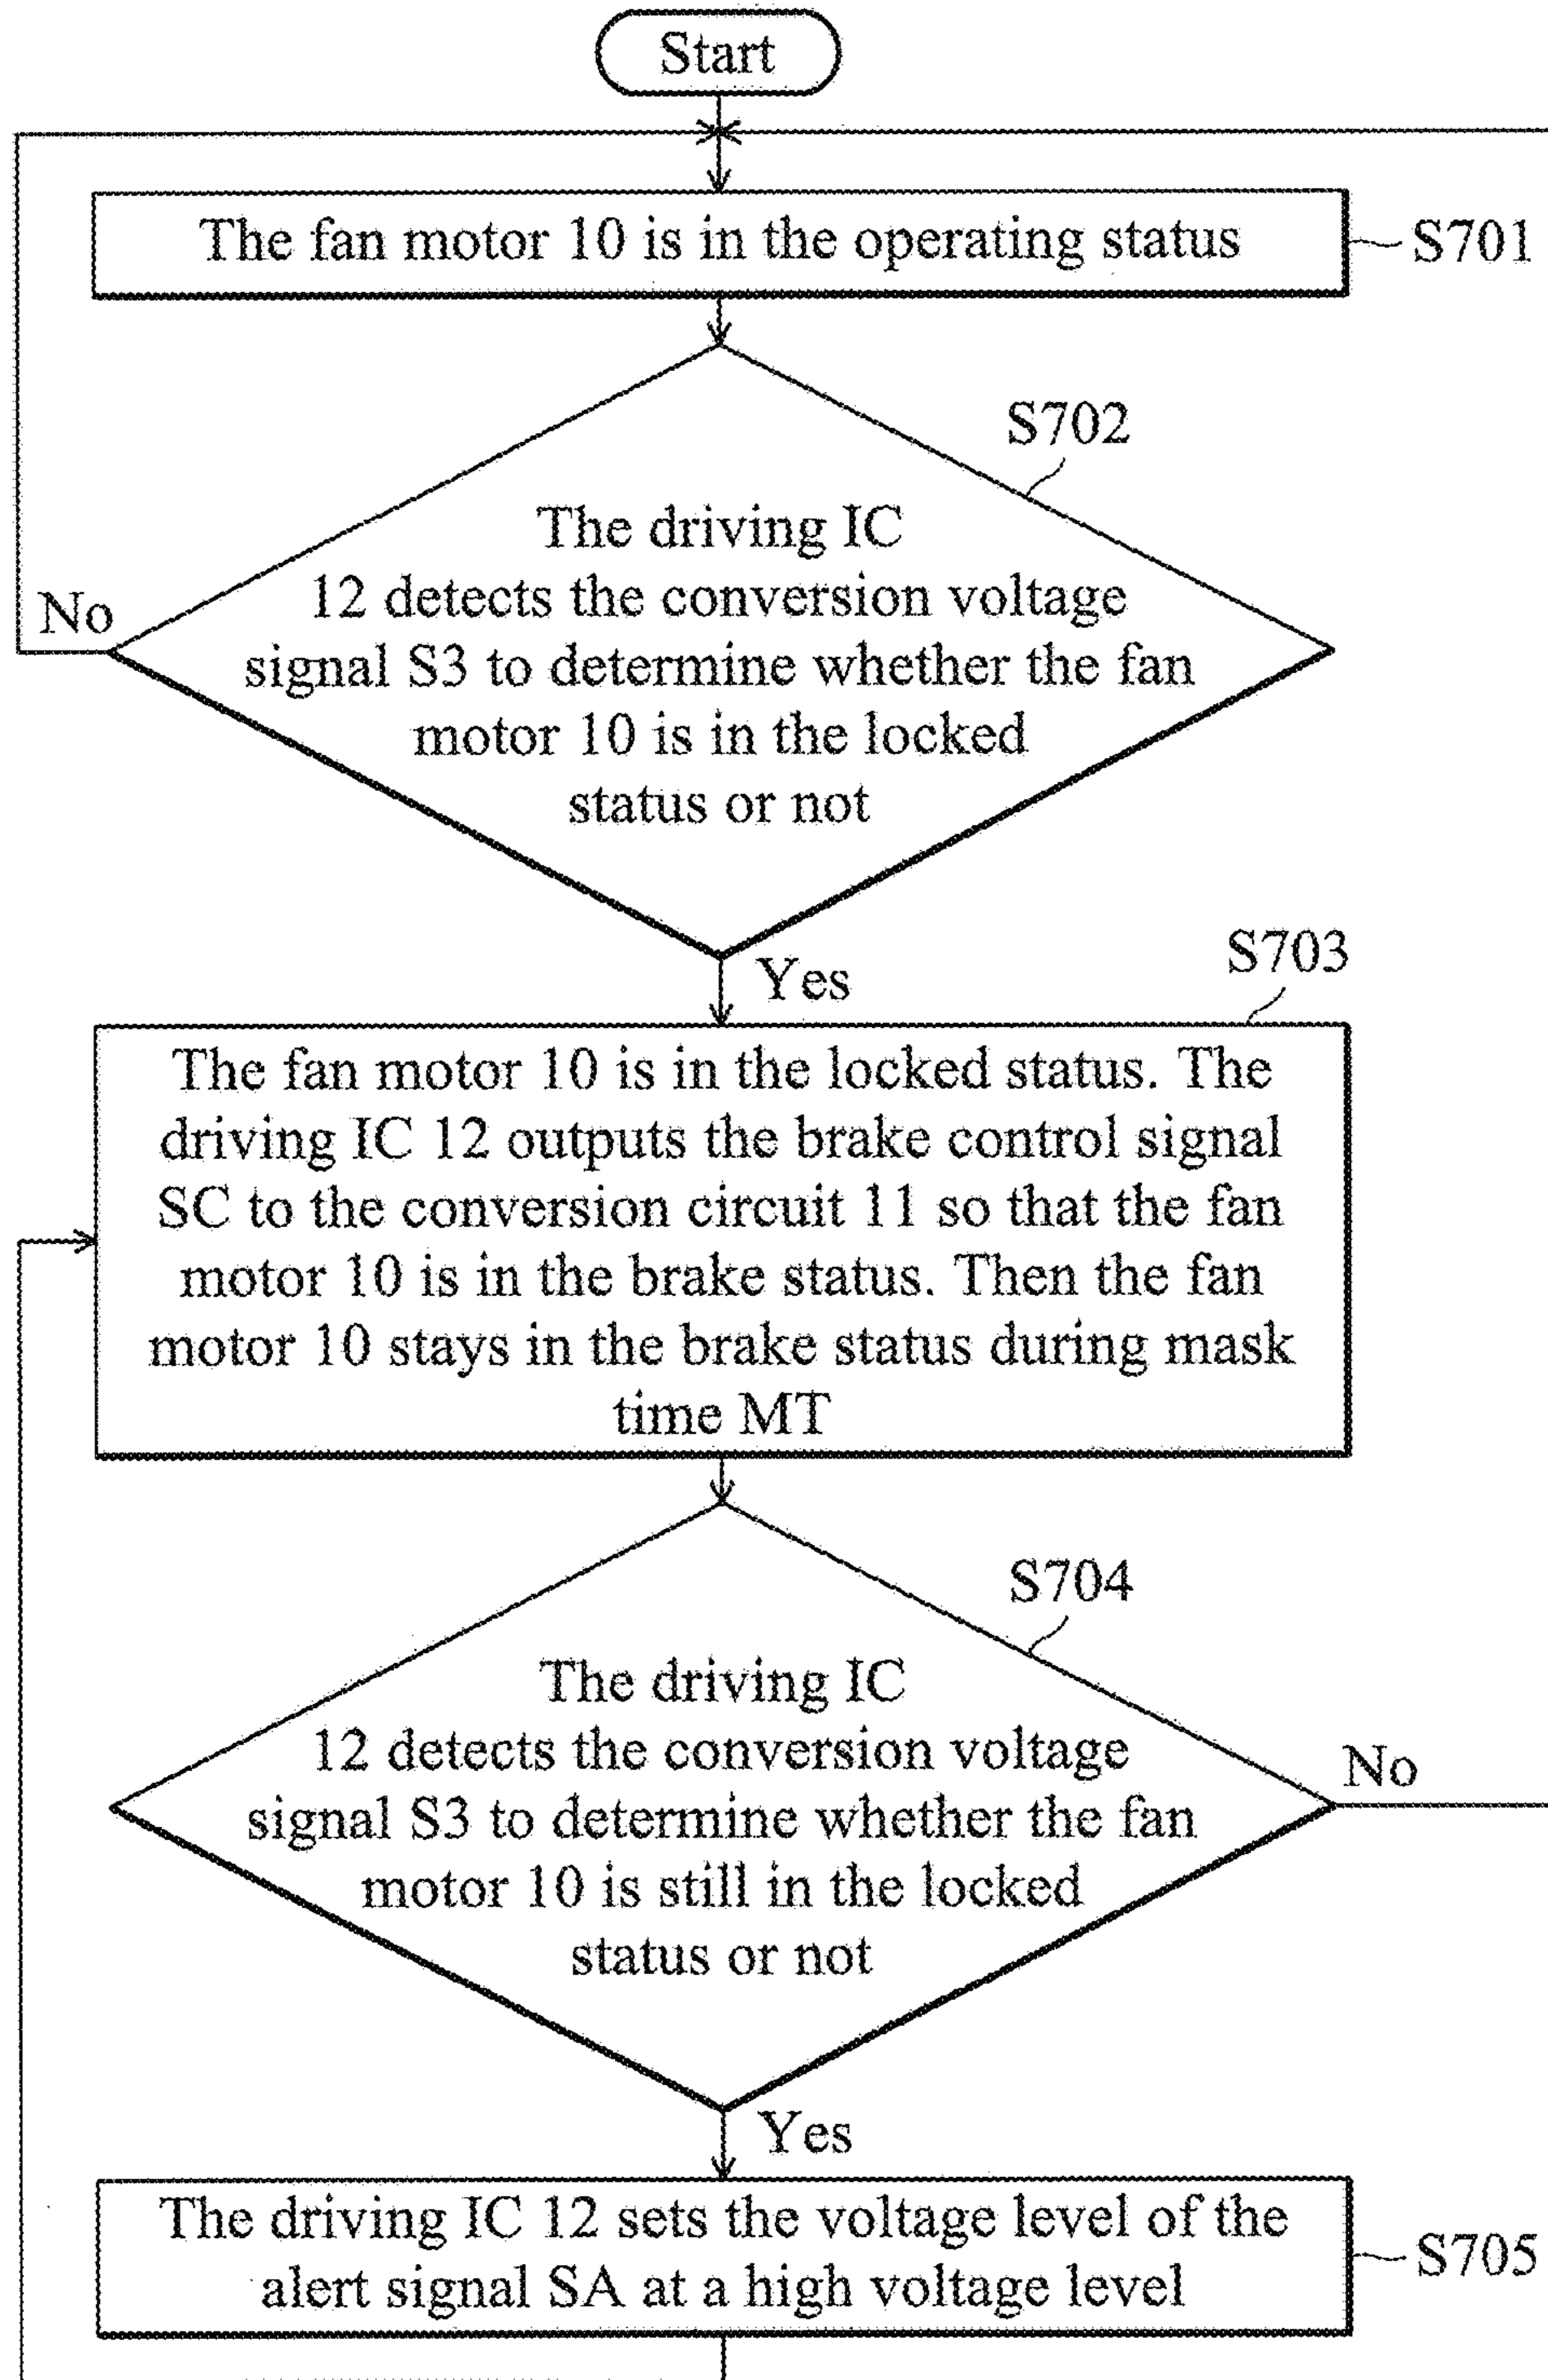 Start
The fan motor 10 is in the operating status
S701
S702
The driving IC
12 detects the conversion voltage
signal S3 to determine whether the fan
motor 10 is in the locked
status or not
No
Yes
S703
The fan motor 10 is in the locked status. The
driving IC 12 outputs the brake control signal
SC to the conversion circuit 11 so that the fan
motor 10 is in the brake status. Then the fan
motor 10 stays in the brake status during mask
time MT
S704
The driving IC
12 detects the conversion voltage
signal S3 to determine whether the fan
motor 10 is still in the locked
status or not
No
Yes
The driving IC 12 sets the voltage level of the
alert signal SA at a high voltage level
S705